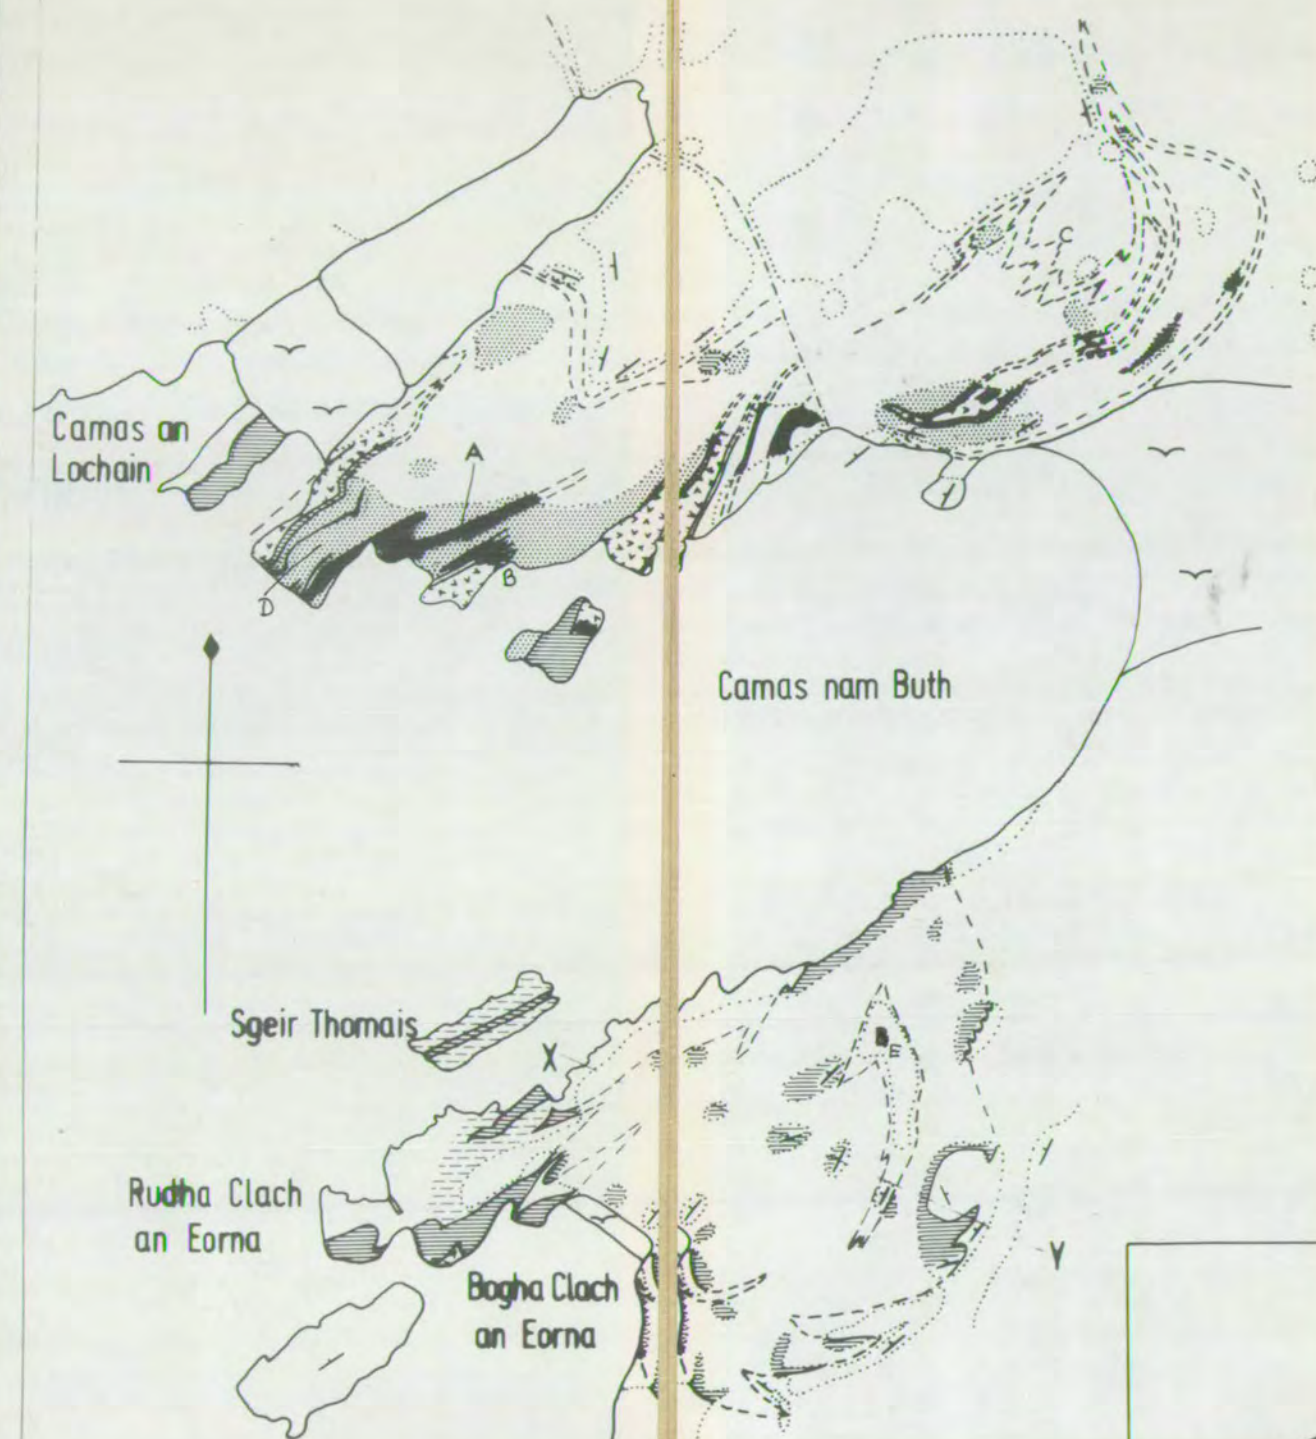 C
Camas an
Lochain
A
B
D
Camas nam Buth
Sgeir Thomais
X
E
Rudha Clach
an Eorna
Y
Bogha Clach
an Eorna